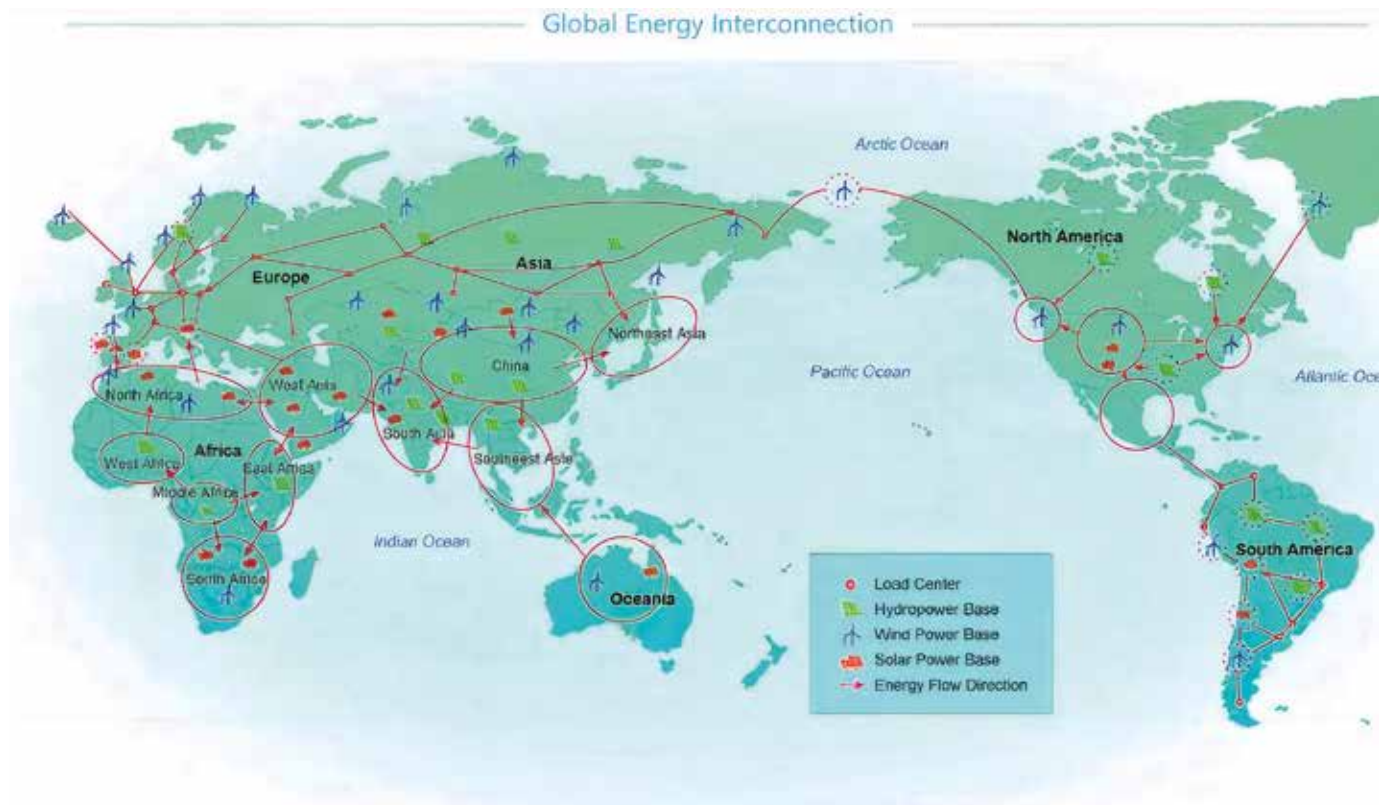 Global Energy Interconnection
Arctic Ocean
North America
Europe
Asia
Northeast Asia
China
West Asia
North Africa
Pacific Ocean
Atlantic Oce
South Asia
Africa
West Africa
East Africa
Southeest Asie
Middle Africa
Indian Ocean
South America
South Africa
Oceania
Load Center
Hydropower Base
Wind Power Base
Solar Power Base
Energy Flow Direction